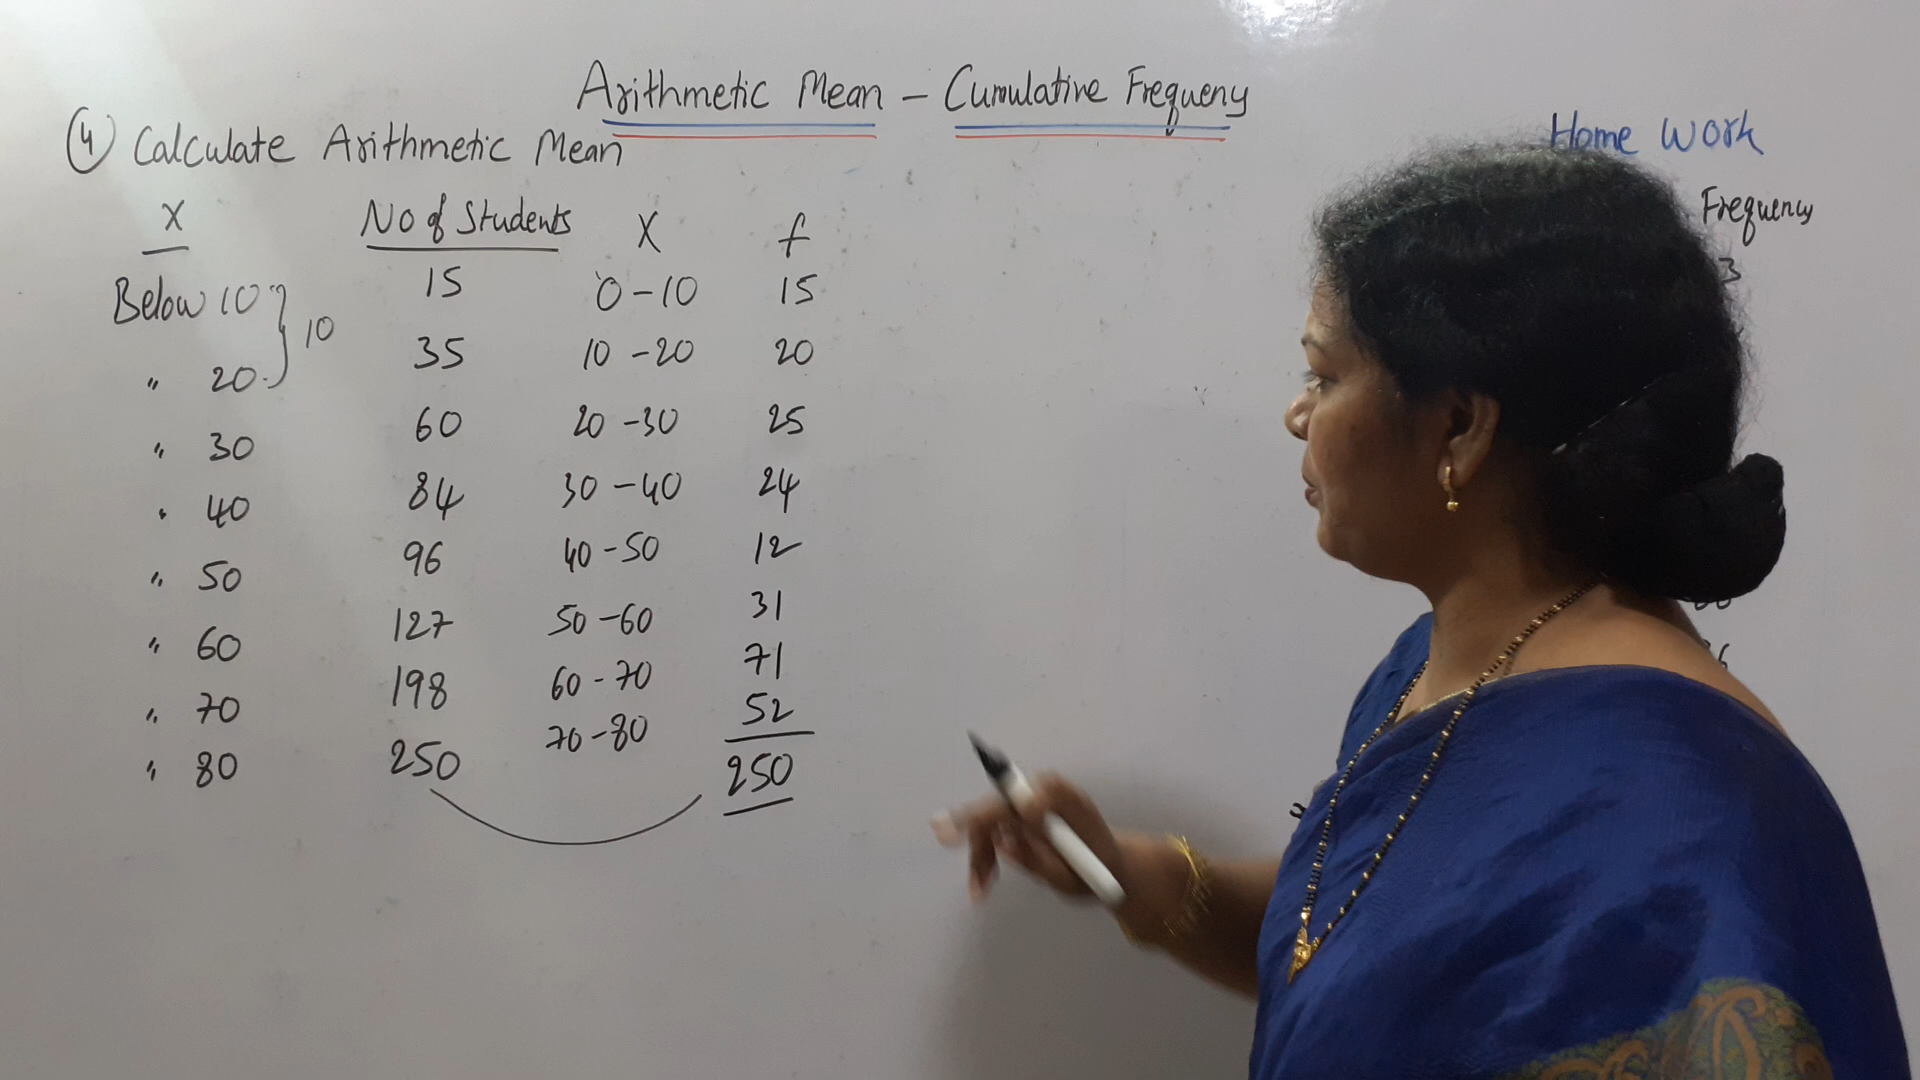 Arithmetic Mean - Cumulative Frequeny
Home Work
4 Calculate Arithmetic Mean
X No of Students X f
Frequency
Below 10 15 0-10 15
3
10
" 20 35 10-20 20
" 30 60 20-30 25
" 40 84 30-40 24
" 50 96 40-50 12
" 60 127 50-60 31
" 70 198 60-70 71
" 80 250 70-80 52
250